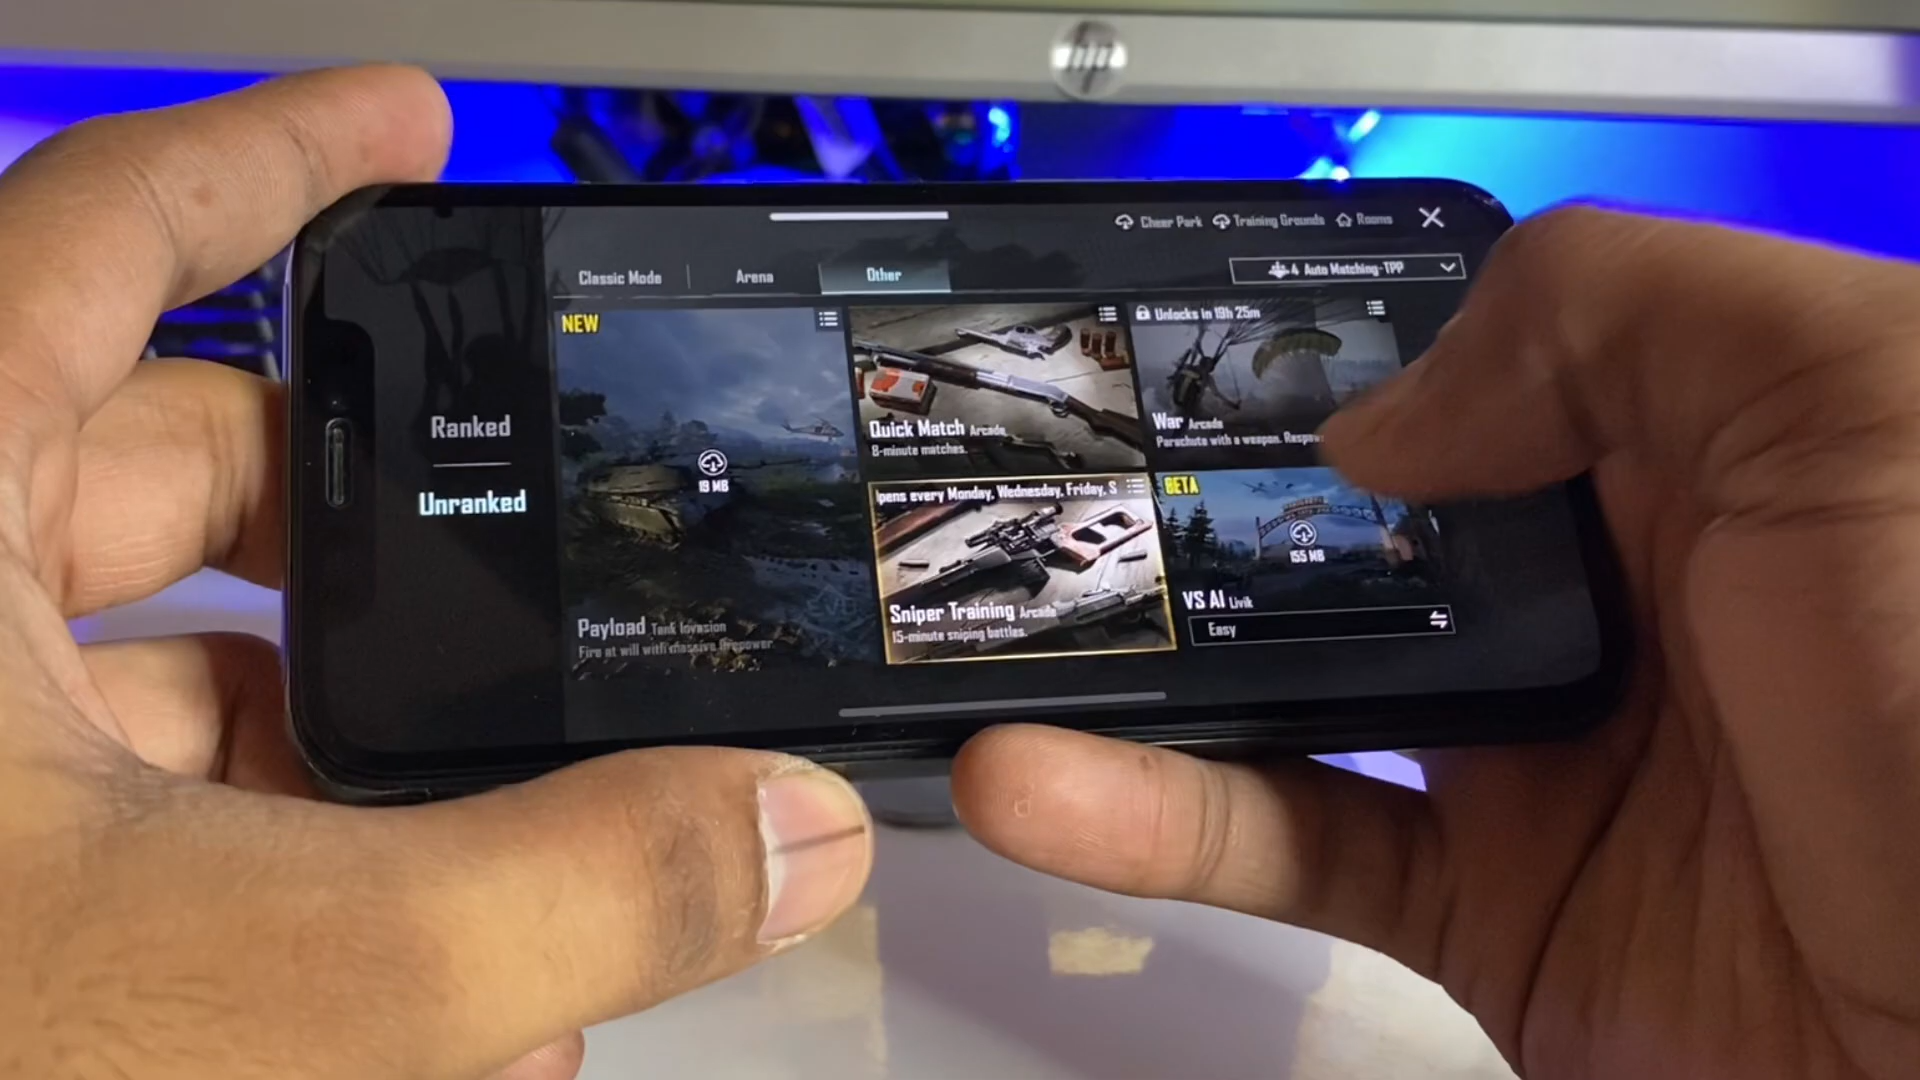 hp
Cheer Park
Training Grounds
Rooms
Classic Mode
Arena
Other
4 Auto Matching-TPP
Ranked
Unranked
NEW
19 MB
Payload Tank Invasion
Fire at will with massive firepower.
Quick Match Arcade
8-minute matches.
Unlocks in 19h 25m
War Arcade
Parachute with a weapon.
pens every Monday, Wednesday, Friday, S
Sniper Training Arcade
15-minute sniping battles.
BETA
155 MB
VS AI Livik
Easy